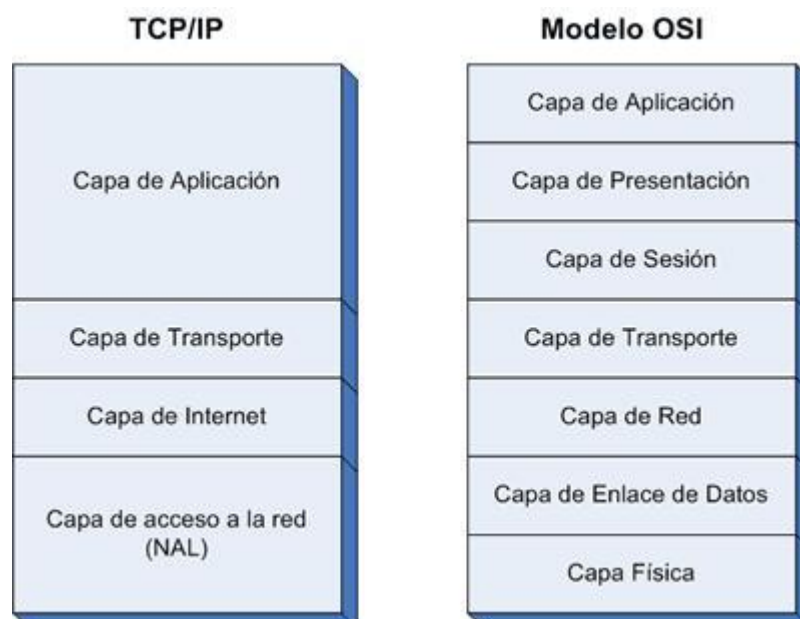 TCP/IP
Capa de Aplicación
Capa de Transporte
Capa de Internet
Capa de acceso a la red
(NAL)
Modelo OSI
Capa de Aplicación
Capa de Presentación
Capa de Sesión
Capa de Transporte
Capa de Red
Capa de Enlace de Datos
Capa Física